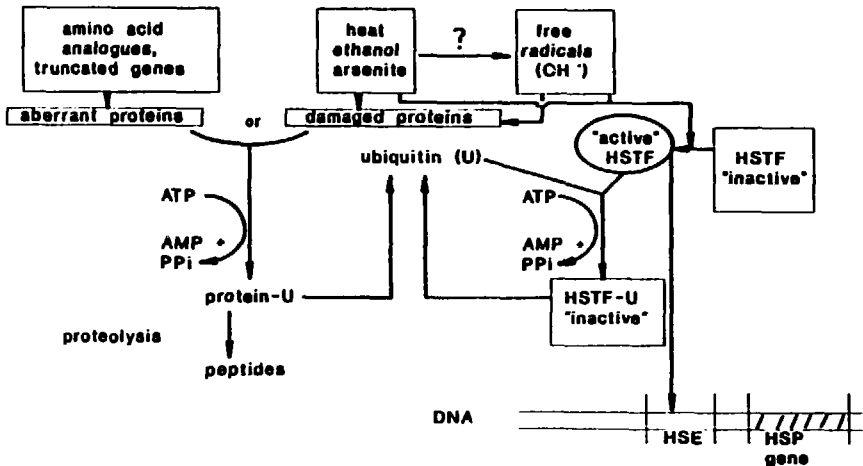 amino acid
analogues,
truncated genes
heat
ethanol
arsenite
?
free
radicals
(CH˙)
aberrant proteins
or
damaged proteins
ubiquitin (U)
"active"
HSTF
HSTF
"inactive"
ATP
AMP +
PPi
ATP
AMP +
PPi
protein-U
HSTF-U
"inactive"
proteolysis
peptides
DNA
HSE
HSP
gene